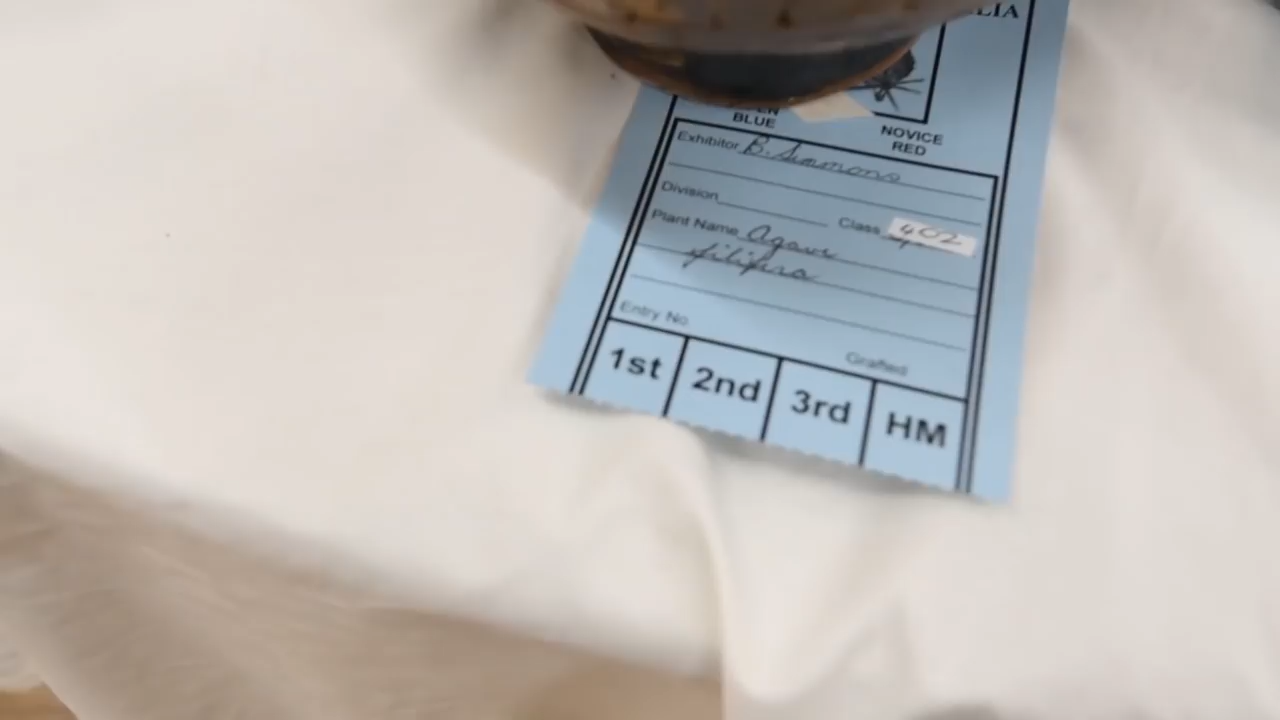 LIA
EN
BLUE
NOVICE
RED
Exhibitor B. Simmons
Division
Class 402
Plant Name Agave
filifera
Entry No.
Grafted
1st 2nd 3rd HM